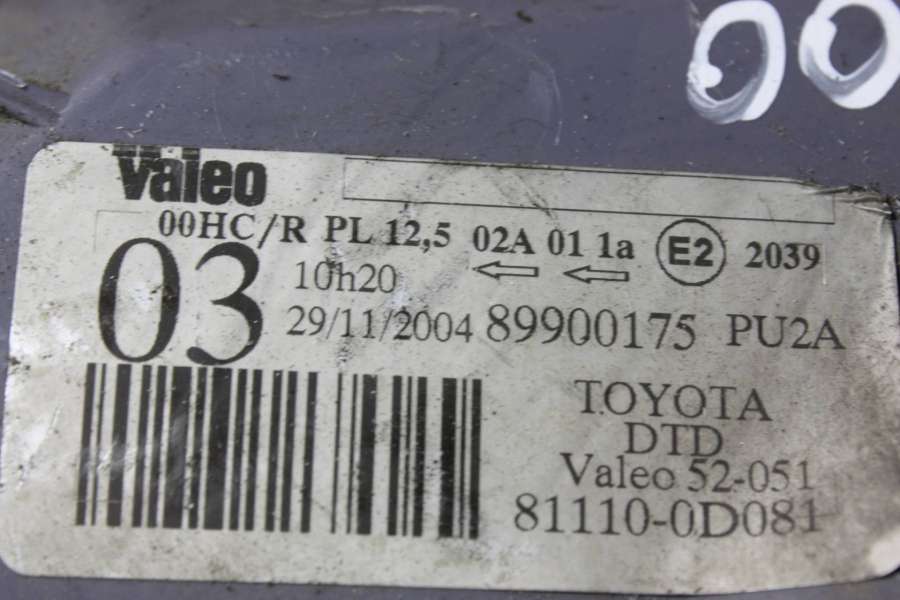 00
Valeo
00HC/R PL 12,5 02A 01 1a E2 2039
03 10h20
29/11/2004 89900175 PU2A
TOYOTA
DTD
Valeo 52-051
81110-0D081